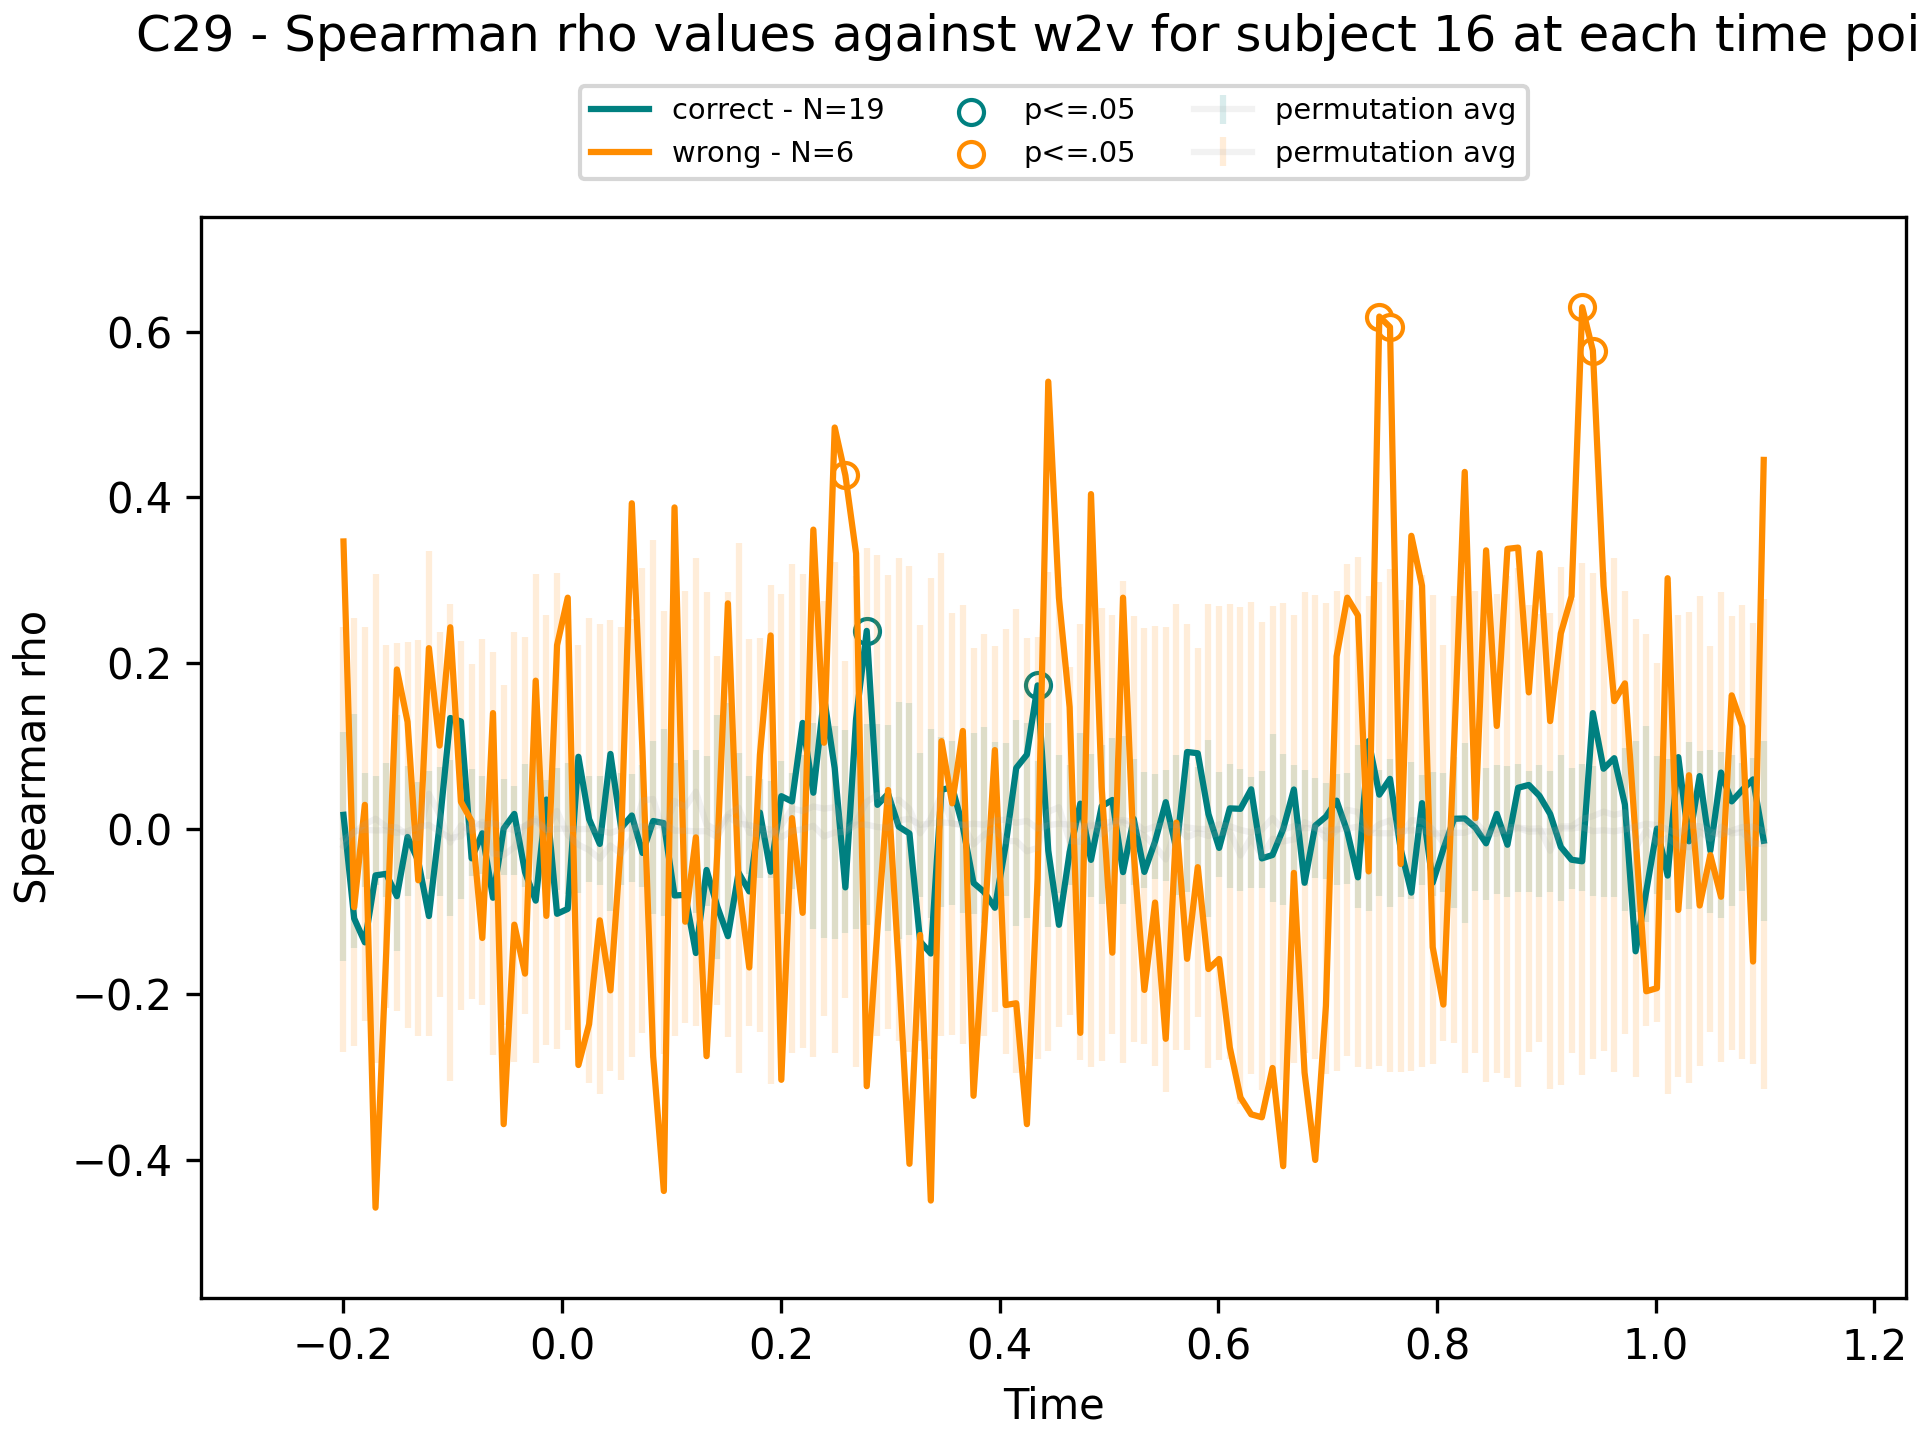 C29 - Spearman rho values against w2v for subject 16 at each time poi
correct - N=19
wrong - N=6
p<=.05
p<=.05
permutation avg
permutation avg
Spearman rho
0.6
0.4
0.2
0.0
−0.2
−0.4
−0.2
0.0
0.2
0.4
0.6
0.8
1.0
1.2
Time